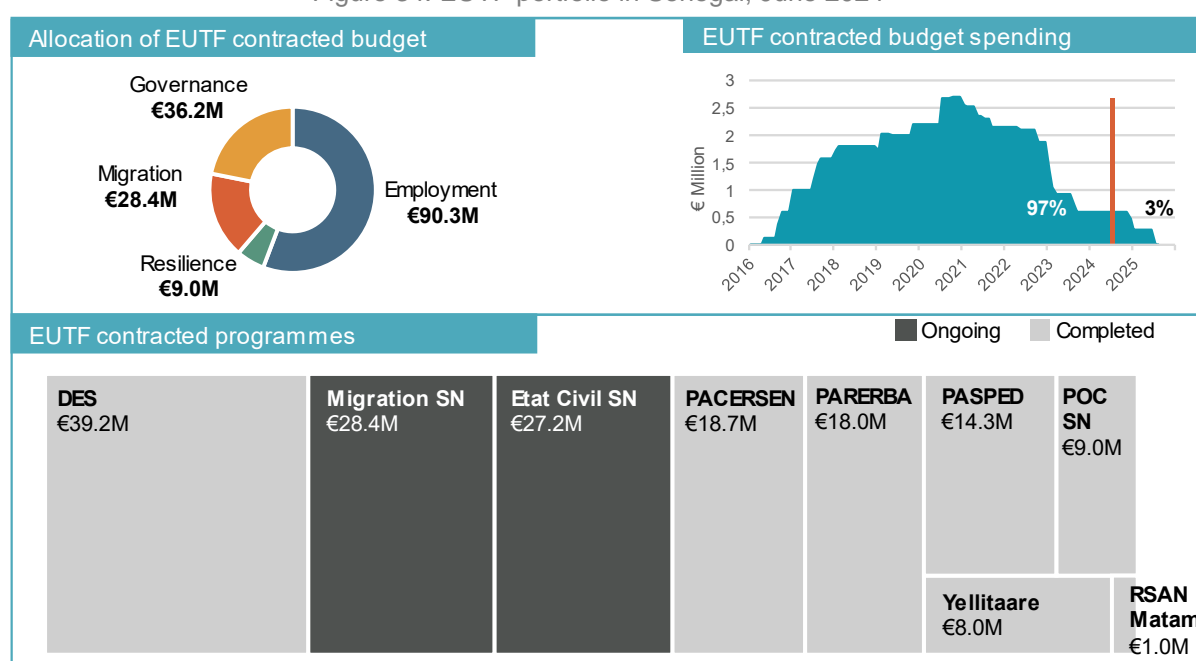 Allocation of EUTF contracted budget
Governance
€36.2M
Migration
€28.4M
Resilience
€9.0M
Employment
€90.3M
EUTF contracted budget spending
€ Million
3
2,5
2
1,5
1
0,5
0
97%
3%
2016
2017
2018
2019
2020
2021
2022
2023
2024
2025
EUTF contracted programmes
Ongoing
Completed
DES
€39.2M
Migration SN
€28.4M
Etat Civil SN
€27.2M
PACERSEN
€18.7M
PARERBA
€18.0M
PASPED
€14.3M
POC
SN
€9.0M
Yellitaare
€8.0M
RSAN
Matam
€1.0M